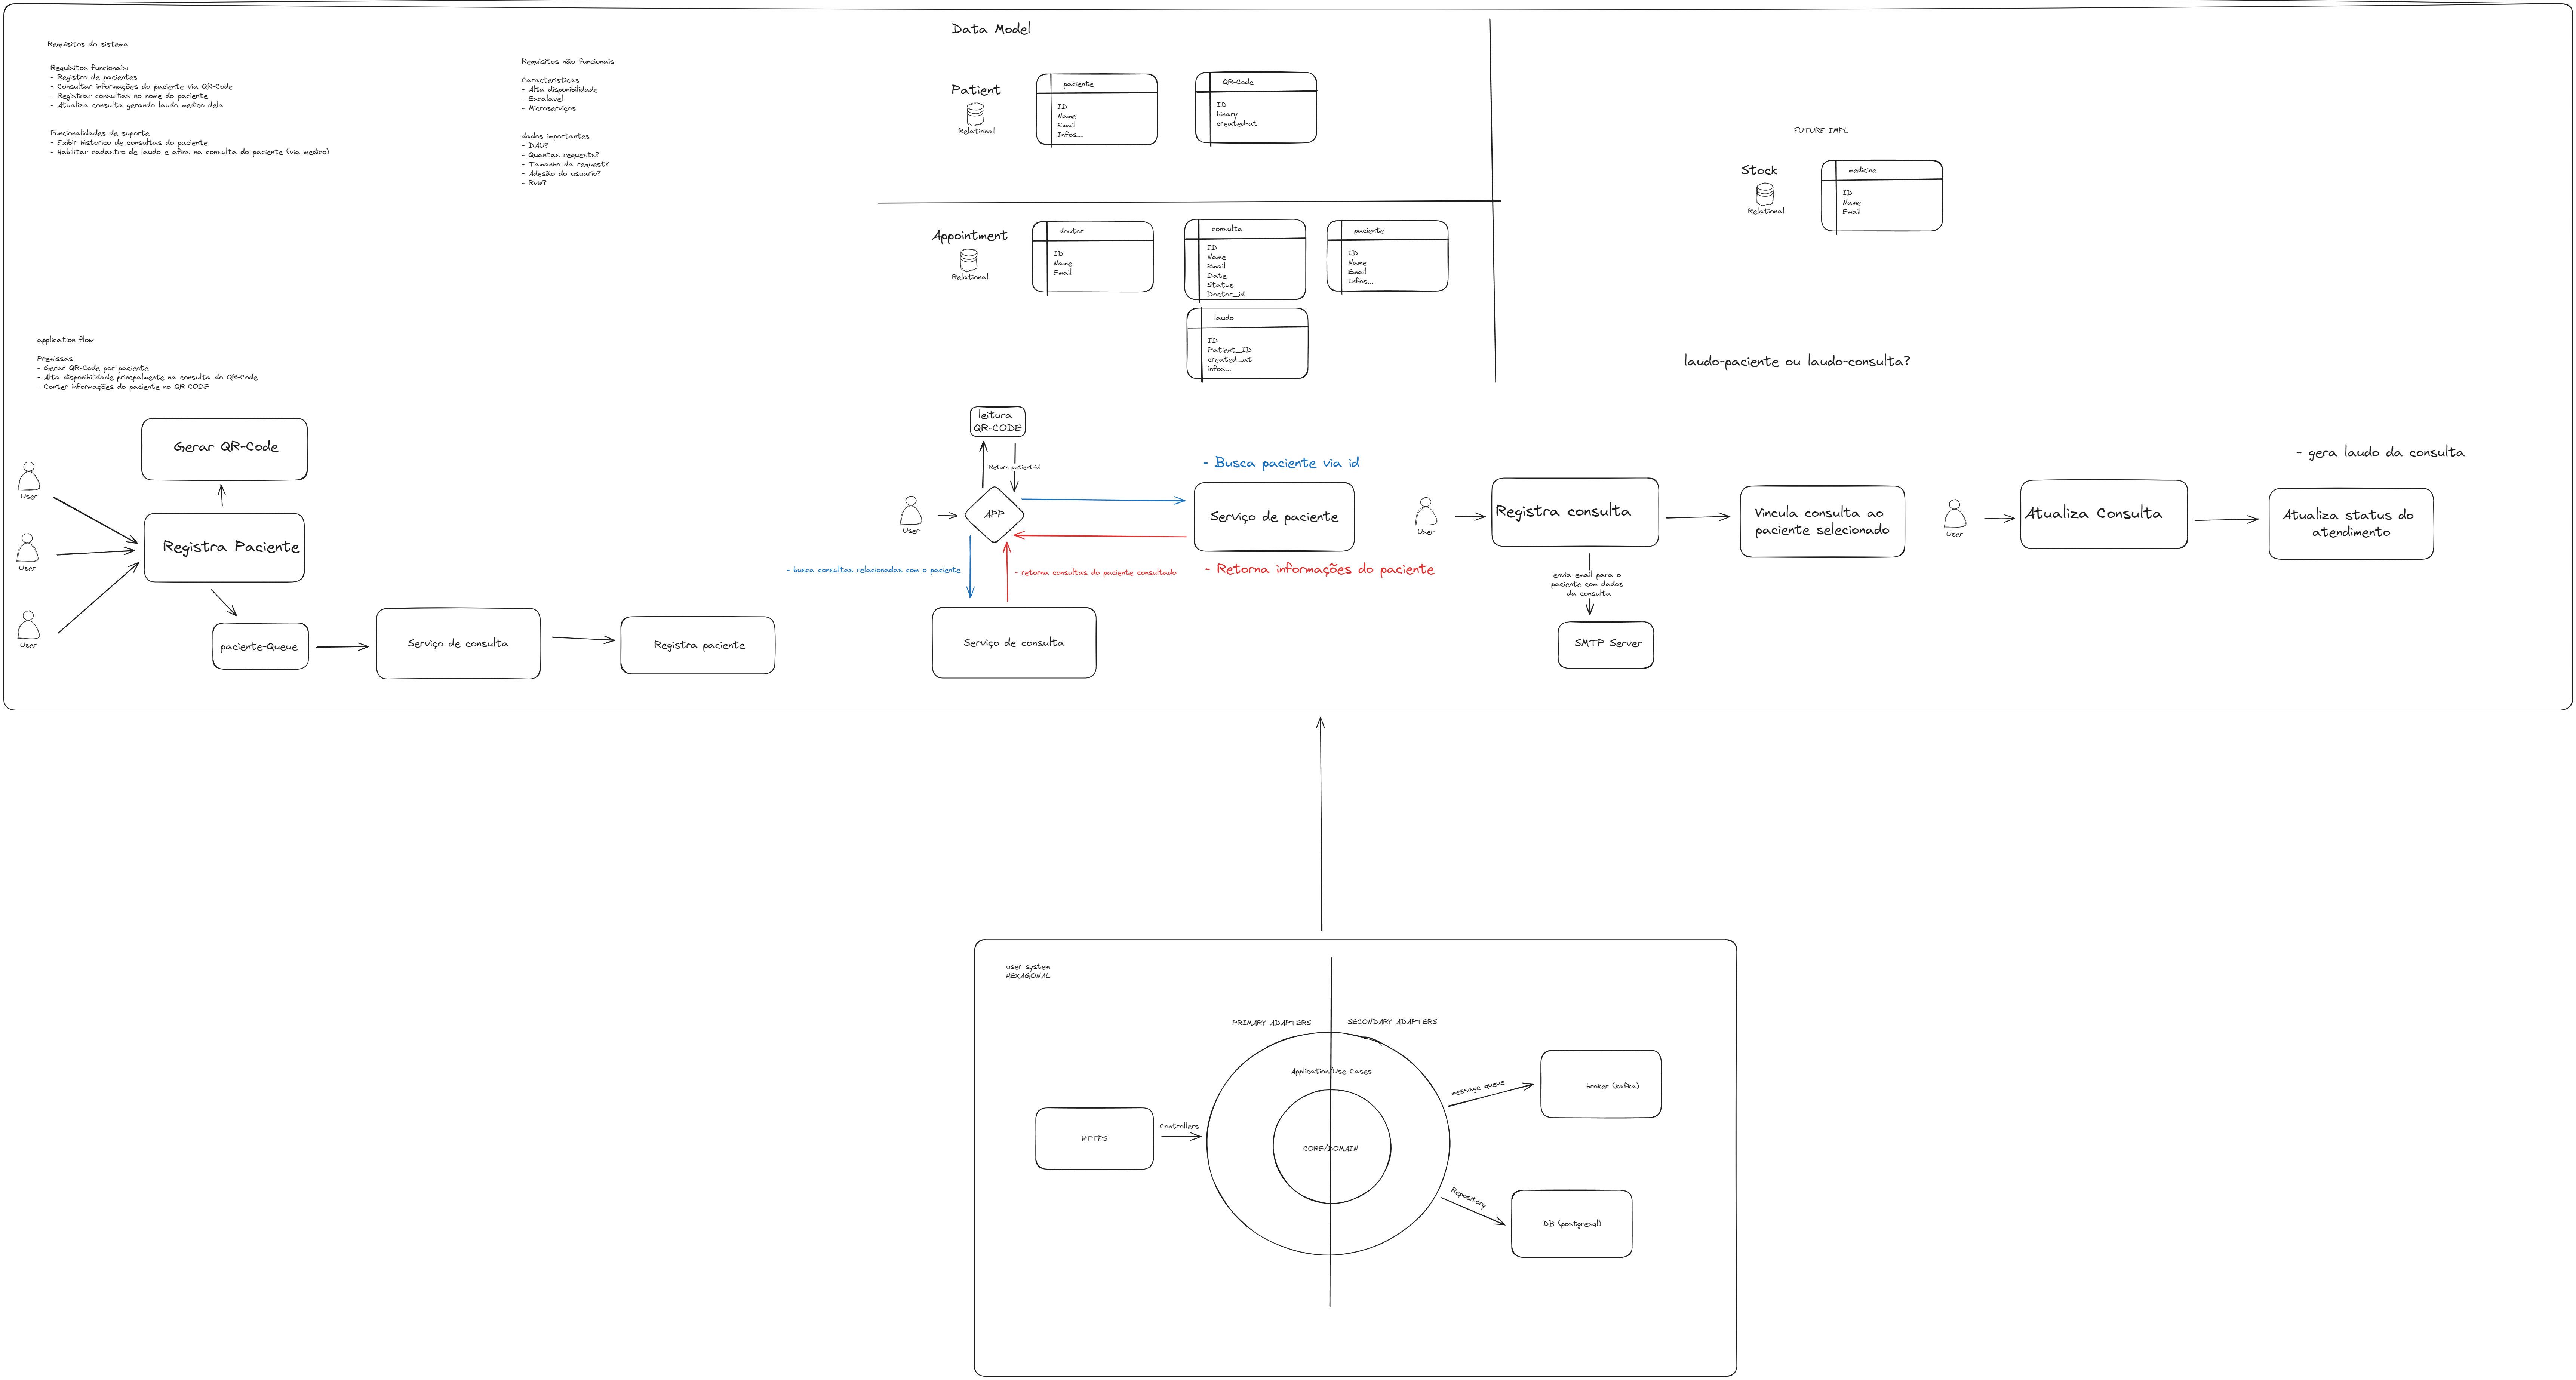 Requisitos do sistema
Requisitos funcionais:
- Registro de pacientes
- Consultar informações do paciente via QR-Code
- Registrar consultas no nome do paciente
- Atualiza consulta gerando laudo medico dela
Funcionalidades de suporte
- Exibir historico de consultas do paciente
- Habilitar cadastro de laudo e afins na consulta do paciente (via medico)
Requisitos não funcionais
Caracteristicas
- Alta disponibilidade
- Escalavel
- Microserviços
dados importantes
- DAU?
- Quantas requests?
- Tamanho da request?
- Adesão do usuario?
- RVW?
Data Model
Patient
Relational
paciente
ID
Name
Email
Infos...
QR-Code
ID
binary
created-at
Appointment
Relational
doutor
ID
Name
Email
consulta
ID
Name
Email
Date
Status
Doctor_id
paciente
ID
Name
Email
Infos...
laudo
ID
Patient_ID
created_at
infos...
FUTURE IMPL
Stock
Relational
medicine
ID
Name
Email
laudo-paciente ou laudo-consulta?
application flow
Premissas
- Gerar QR-Code por paciente
- Alta disponibilidade princpalmente na consulta do QR-Code
- Conter informações do paciente no QR-CODE
User
User
User
Gerar QR-Code
Registra Paciente
paciente-Queue
Serviço de consulta
Registra paciente
leitura
QR-CODE
Return patient-id
User
APP
- Busca paciente via id
Serviço de paciente
- Retorna informações do paciente
- busca consultas relacionadas com o paciente
- retorna consultas do paciente consultado
Serviço de consulta
User
Registra consulta
Vincula consulta ao
paciente selecionado
envia email para o
paciente com dados
da consulta
SMTP Server
User
Atualiza Consulta
- gera laudo da consulta
Atualiza status do
atendimento
user system
HEXAGONAL
PRIMARY ADAPTERS
SECONDARY ADAPTERS
Application/Use Cases
CORE/DOMAIN
HTTPS
Controllers
message queue
broker (kafka)
Repository
DB (postgresql)